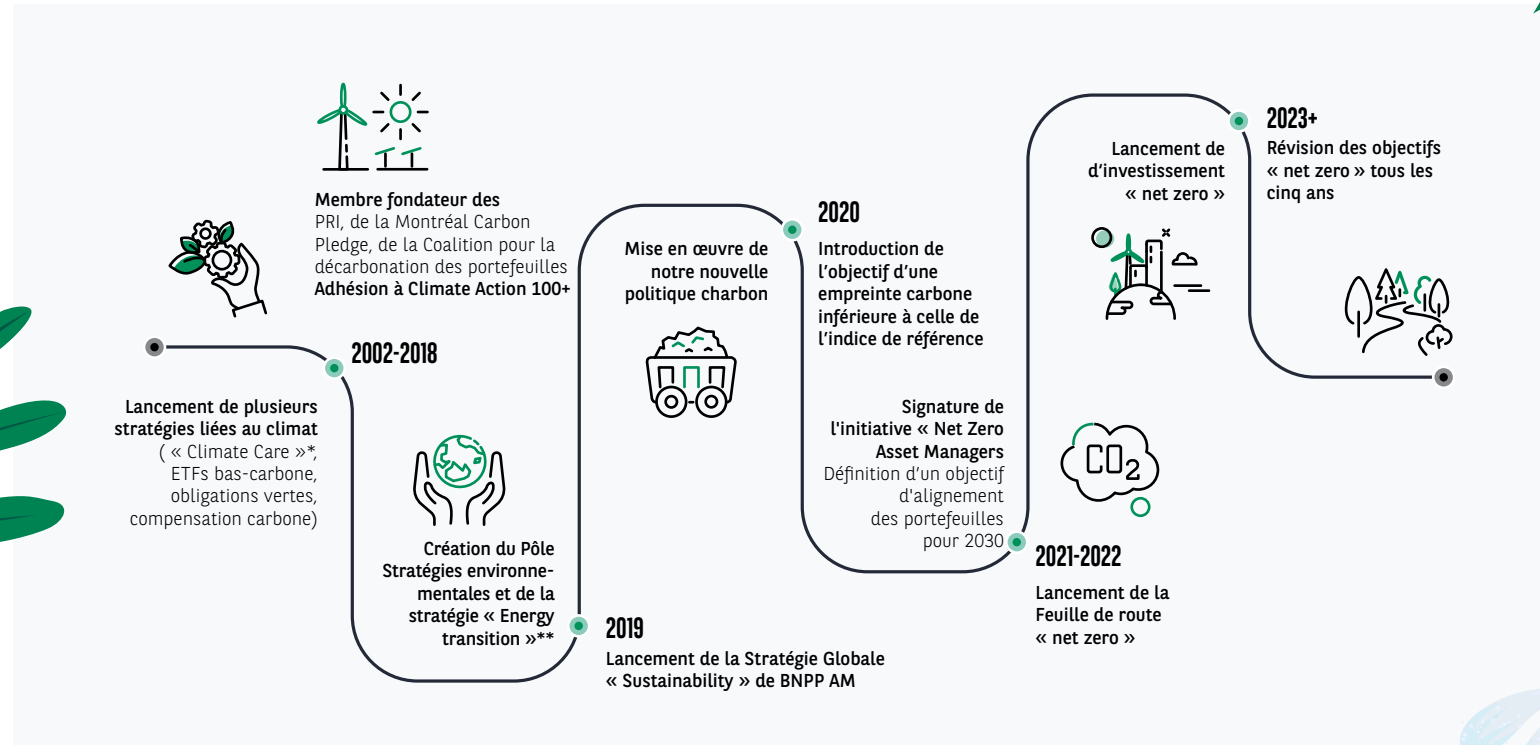 Membre fondateur des
PRI, de la Montréal Carbon
Pledge, de la Coalition pour la
décarbonation des portefeuilles
Adhésion à Climate Action 100+
2002-2018
Lancement de plusieurs
stratégies liées au climat
( « Climate Care »*,
ETFs bas-carbone,
obligations vertes,
compensation carbone)
Création du Pôle
Stratégies environne-
mentales et de la
stratégie « Energy
transition »**
2019
Lancement de la Stratégie Globale
« Sustainability » de BNPP AM
Mise en œuvre de
notre nouvelle
politique charbon
2020
Introduction de
l’objectif d’une
empreinte carbone
inférieure à celle de
l’indice de référence
Signature de
l'initiative « Net Zero
Asset Managers
Définition d’un objectif
d'alignement
des portefeuilles
pour 2030
CO2
2021-2022
Lancement de la
Feuille de route
« net zero »
Lancement de
d’investissement
« net zero »
2023+
Révision des objectifs
« net zero » tous les
cinq ans